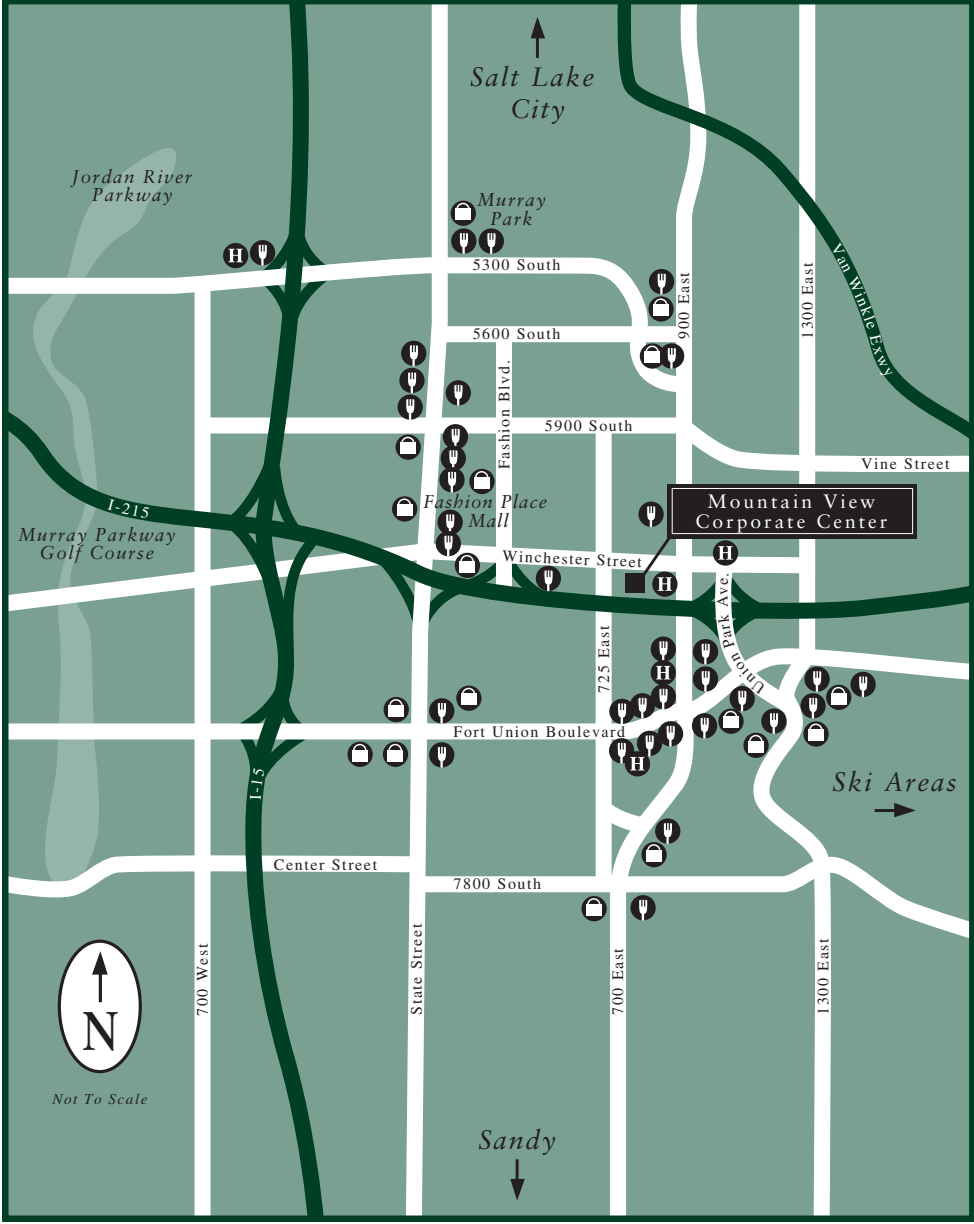 Salt Lake
City
Jordan River
Parkway
Murray
Park
H
5300 South
900 East
1300 East
Van Winkle Exwy
5600 South
Fashion Blvd.
5900 South
Vine Street
I-215
Fashion Place
Mall
Mountain View
Corporate Center
Murray Parkway
Golf Course
Winchester Street
H
H
Union Park Ave.
725 East
H
Fort Union Boulevard
H
I-15
Ski Areas
Center Street
7800 South
700 West
State Street
700 East
1300 East
N
Not To Scale
Sandy